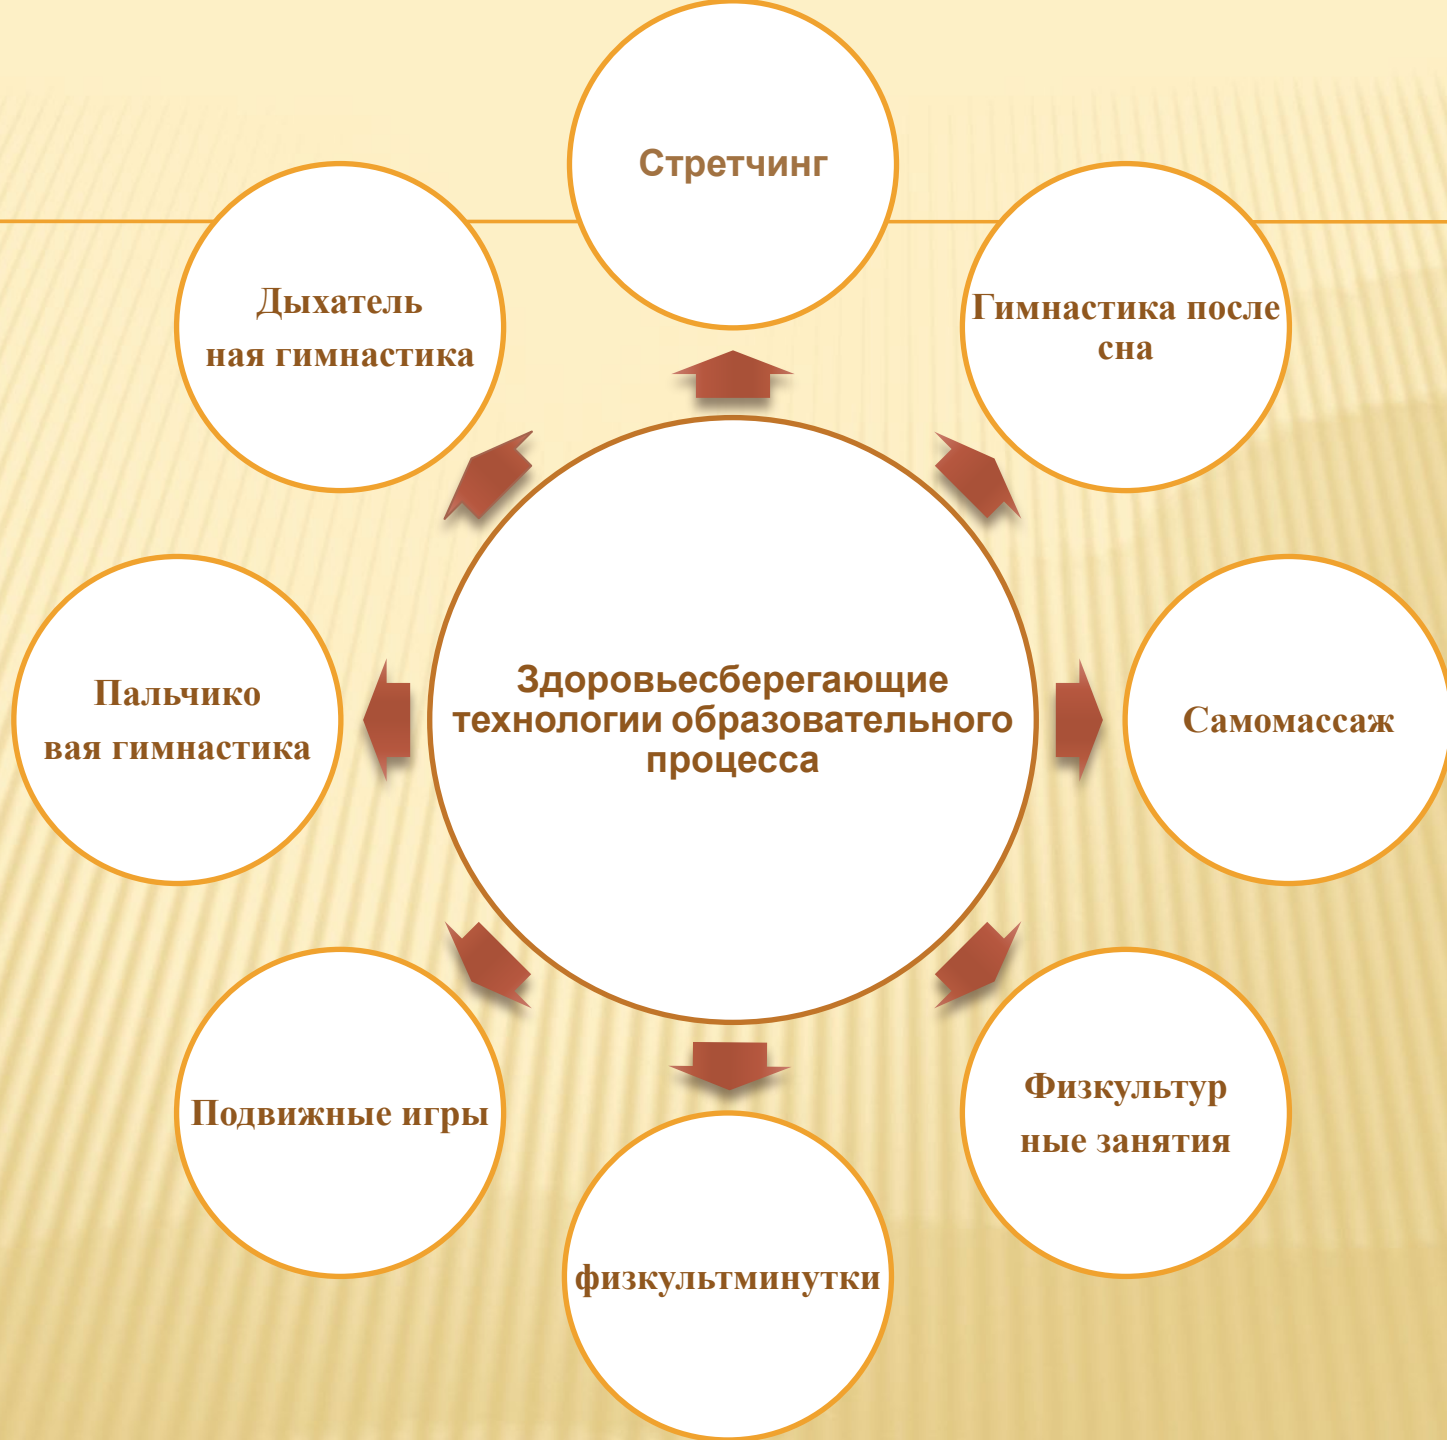 Стретчинг
Дыхатель
ная гимнастика
Гимнастика после
сна
Здоровьесберегающие
технологии образовательного
процесса
Пальчико
вая гимнастика
Самомассаж
Подвижные игры
Физкультур
ные занятия
физкультминутки